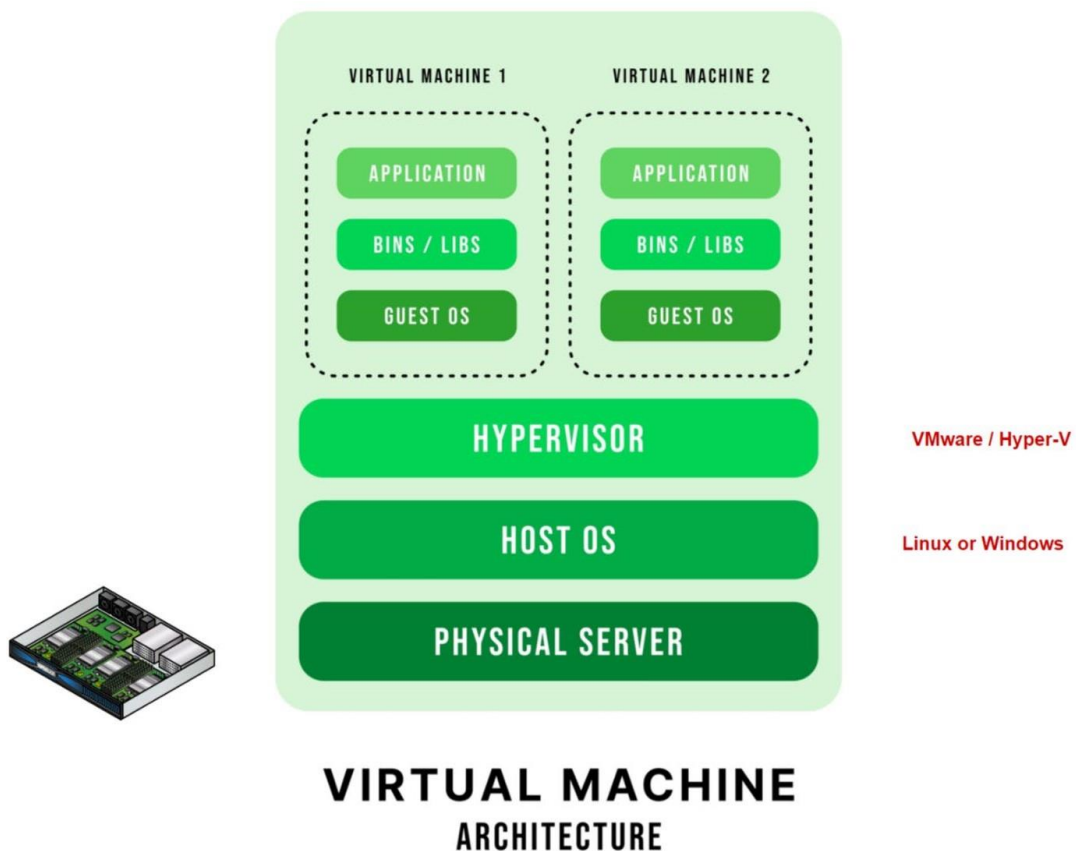 VIRTUAL MACHINE 1
VIRTUAL MACHINE 2
APPLICATION
APPLICATION
BINS / LIBS
BINS / LIBS
GUEST OS
GUEST OS
HYPERVISOR
VMware / Hyper-V
HOST OS
Linux or Windows
PHYSICAL SERVER
VIRTUAL MACHINE
ARCHITECTURE